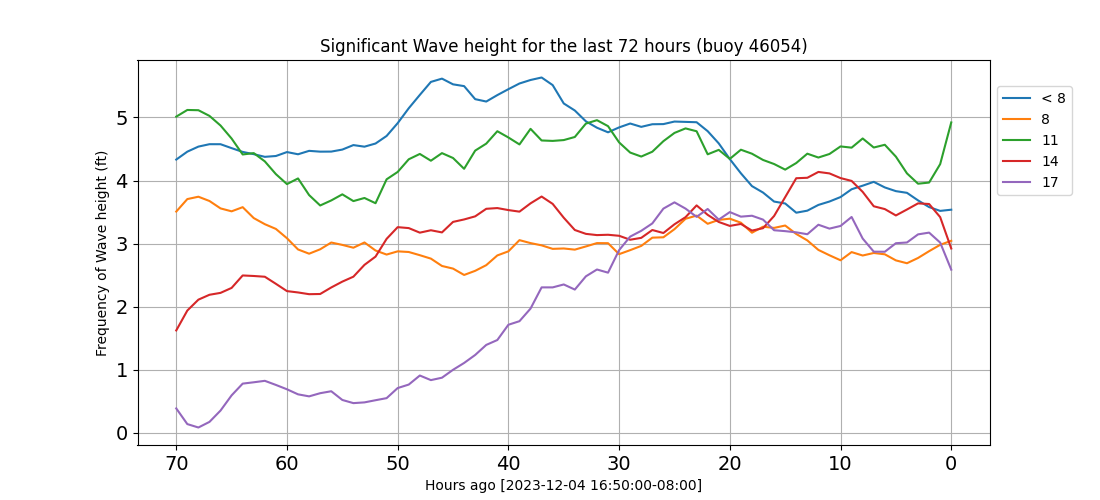 Significant Wave height for the last 72 hours (buoy 46054)
Frequency of Wave height (ft)
5
4
3
2
1
0
70 60 50 40 30 20 10 0
Hours ago [2023-12-04 16:50:00-08:00]
< 8
8
11
14
17